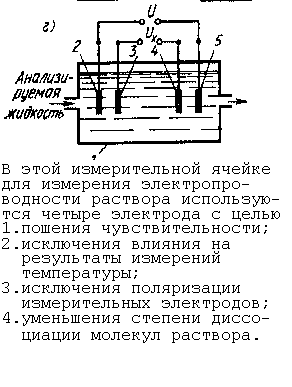 г)
U
Uх
2 3 4 5
Анализи-
руемая
жидкость
В этой измерительной ячейке
для измерения электропро-
водности раствора использую-
тся четыре электрода с целью
1.пошения чувствительности;
2.исключения влияния на
результаты измерений
температуры;
3.исключения поляризации
измерительных электродов;
4.уменьшения степени диссо-
циации молекул раствора.